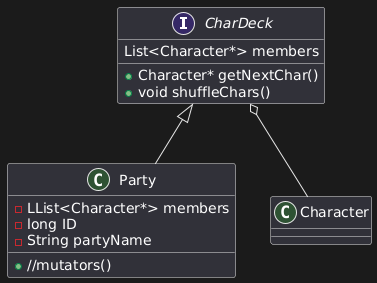 I CharDeck
List<Character*> members
Character* getNextChar()
void shuffleChars()
C Party
LList<Character*> members
long ID
String partyName
//mutators()
C Character